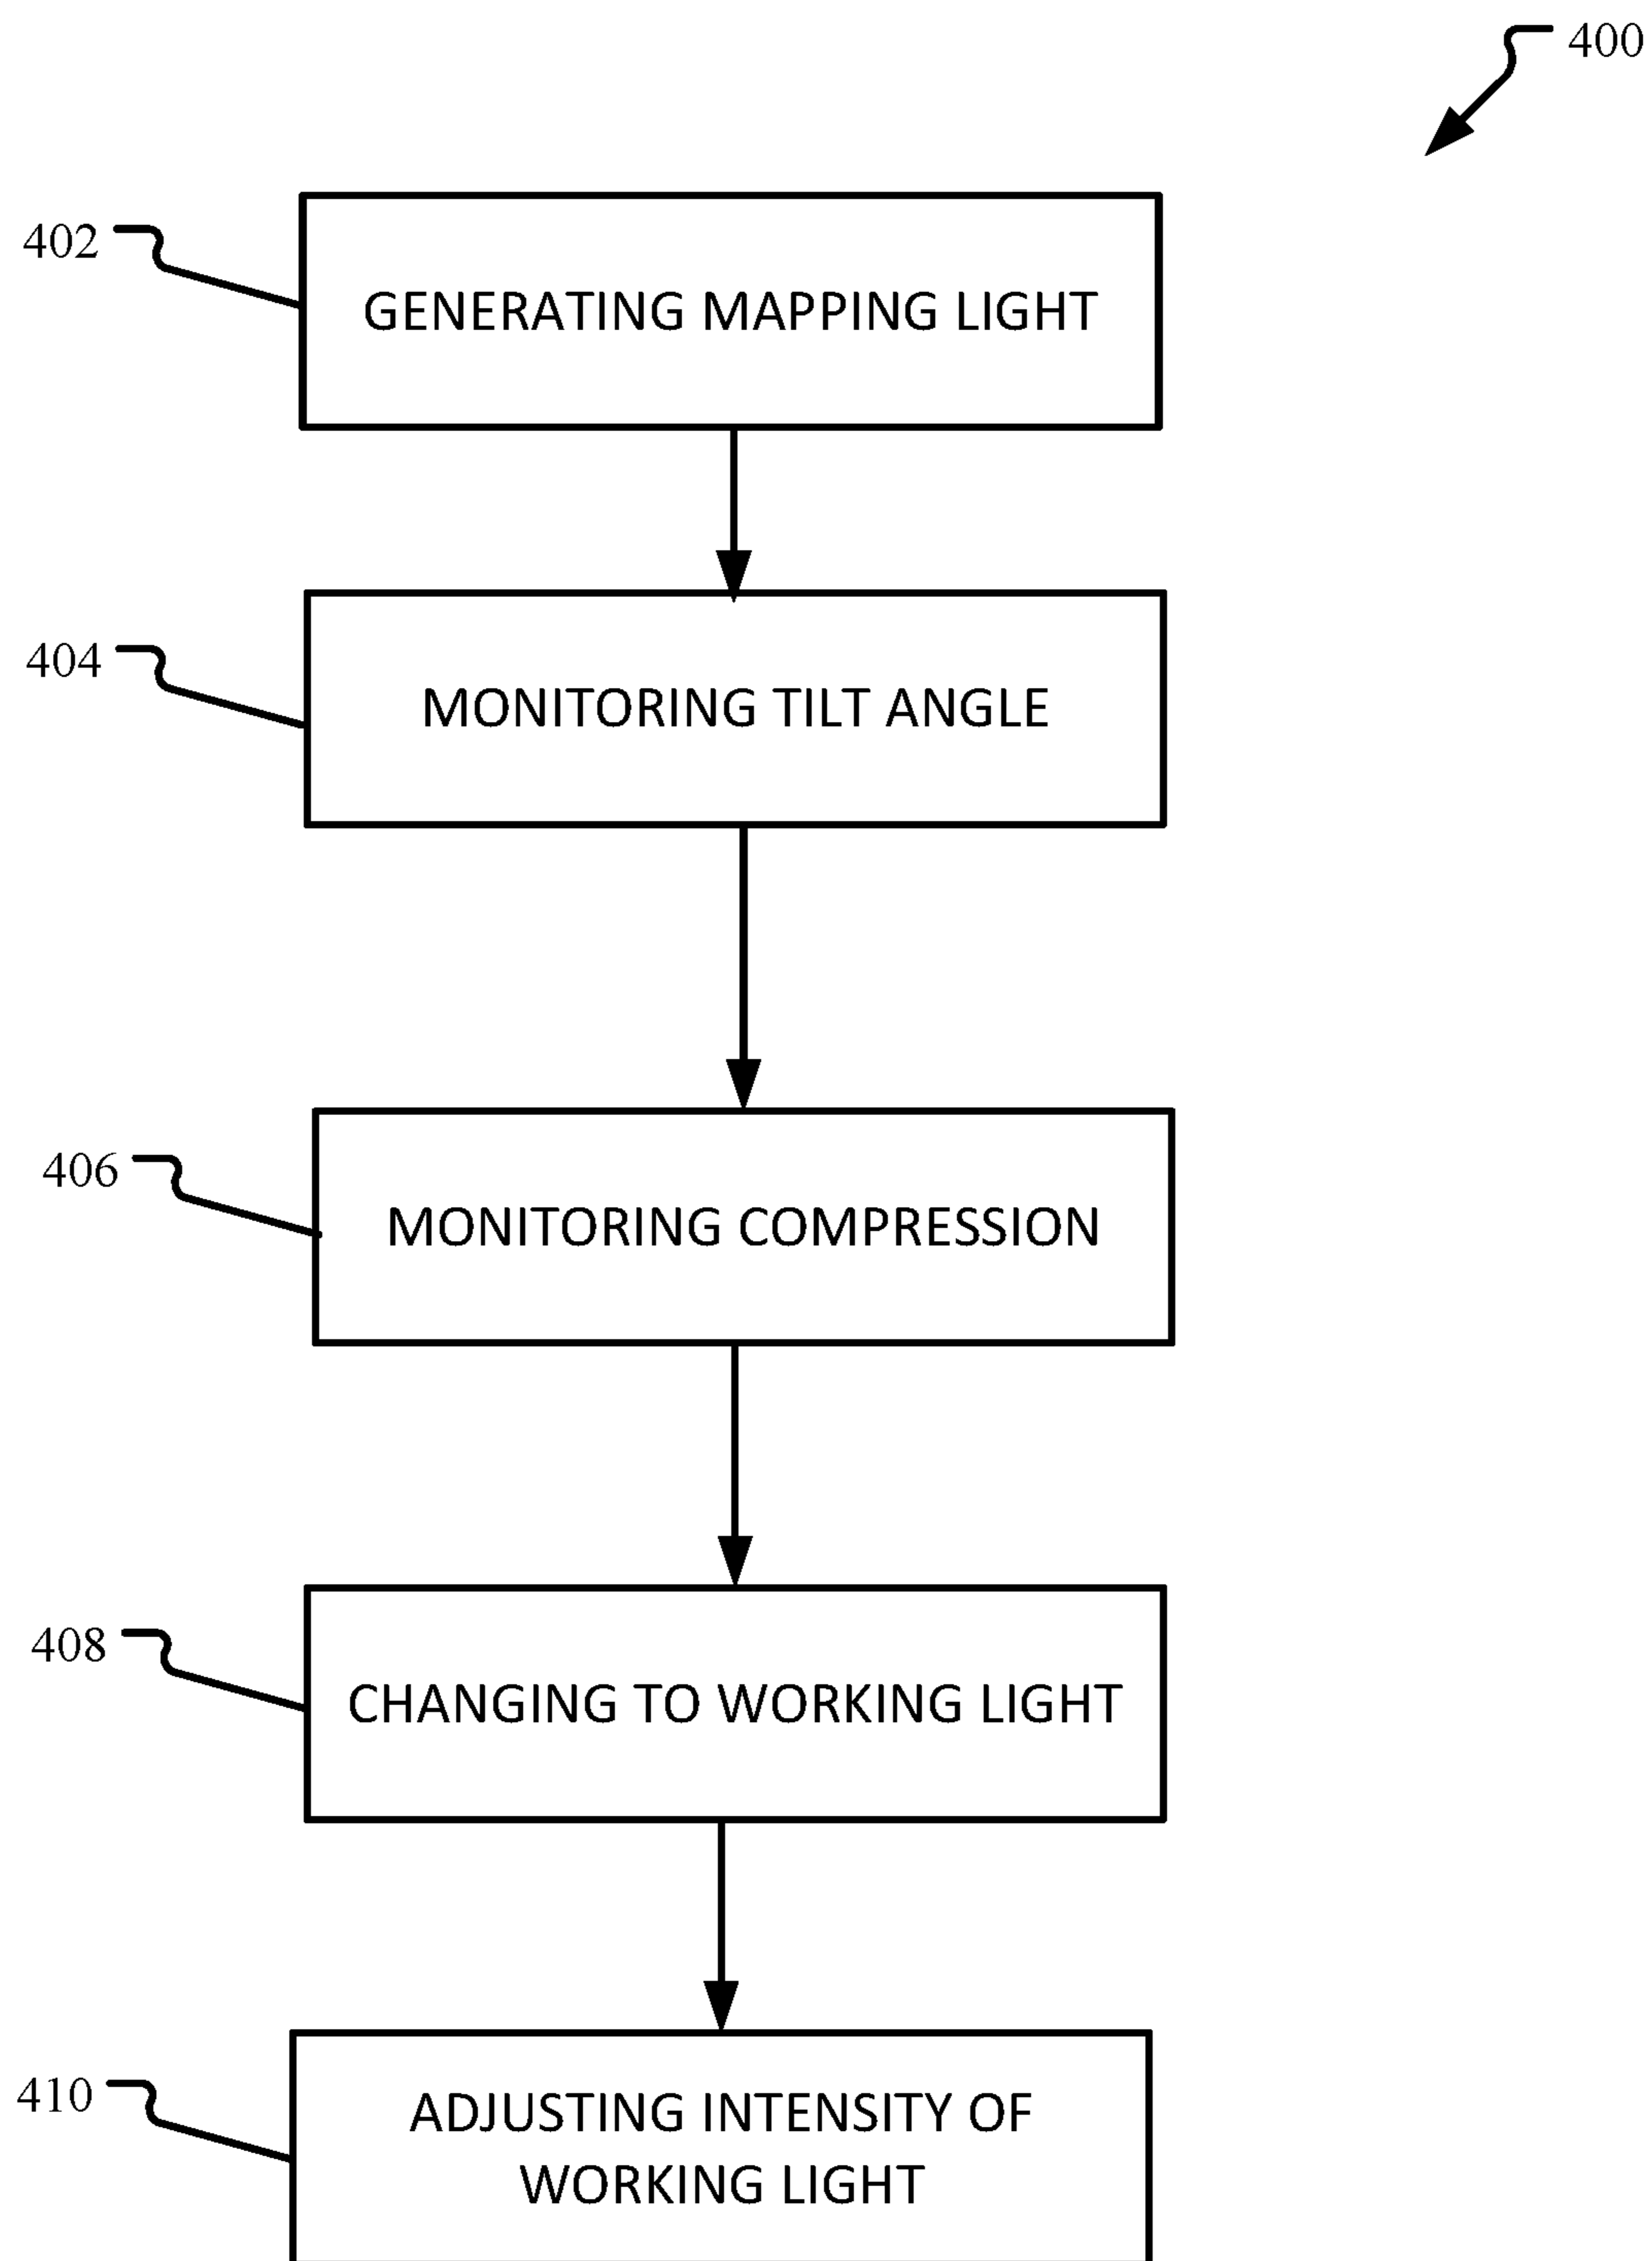 400
402
GENERATING MAPPING LIGHT
404
MONITORING TILT ANGLE
406
MONITORING COMPRESSION
408
CHANGING TO WORKING LIGHT
410
ADJUSTING INTENSITY OF
WORKING LIGHT